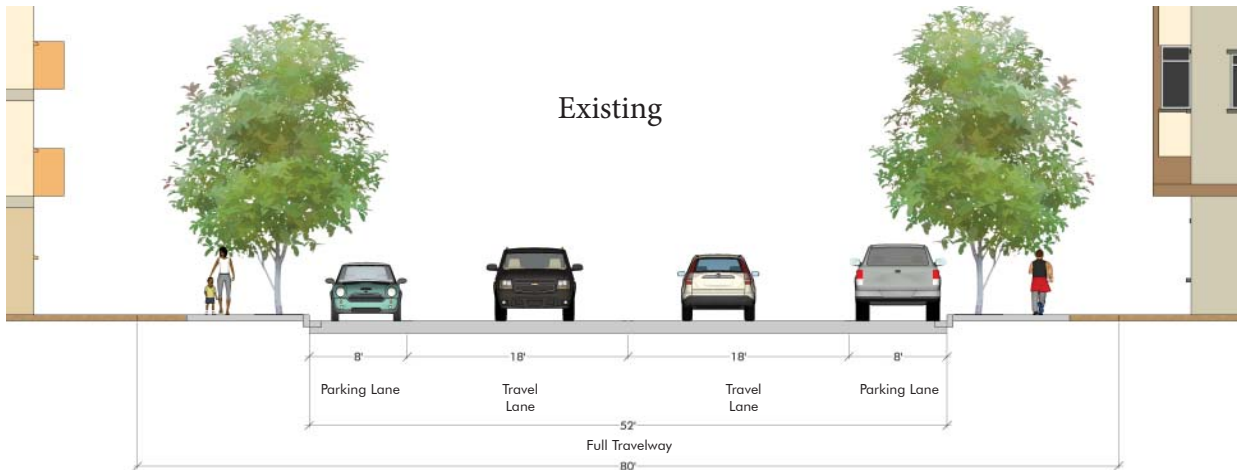 Existing
8' 18' 18' 8'
Parking Lane Travel Lane Travel Lane Parking Lane
52'
Full Travelway
80'